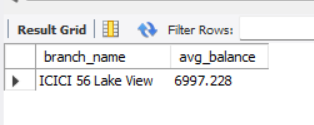 Result Grid Filter Rows:
branch_name avg_balance
ICICI 56 Lake View 6997.228